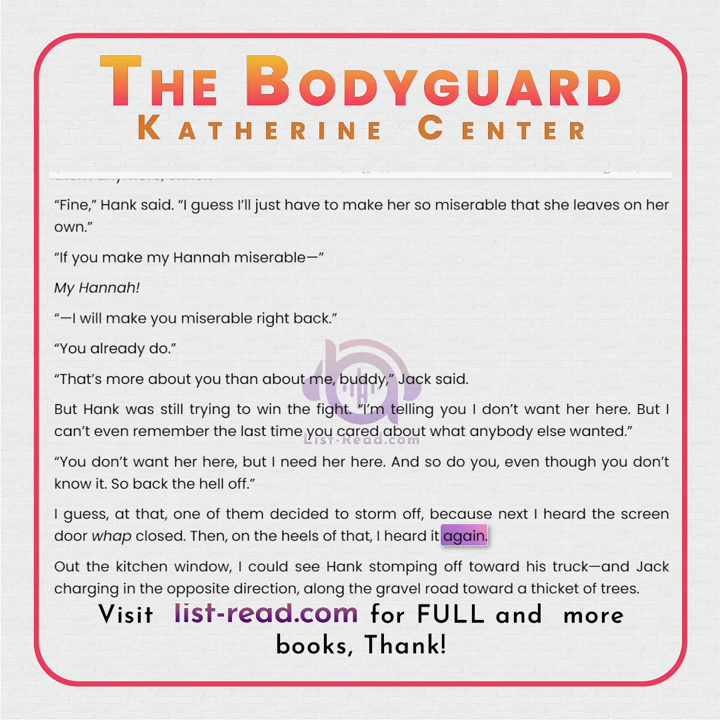 The Bodyguard
Katherine Center
“Fine,” Hank said. “I guess I’ll just have to make her so miserable that she leaves on her
own.”
“If you make my Hannah miserable—”
My Hannah!
“—I will make you miserable right back.”
“You already do.”
“That’s more about you than about me, buddy,” Jack said.
But Hank was still trying to win the fight. “I’m telling you I don’t want her here. But I
can’t even remember the last time you cared about what anybody else wanted.”
List-Read.com
“You don’t want her here, but I need her here. And so do you, even though you don’t
know it. So back the hell off.”
I guess, at that, one of them decided to storm off, because next I heard the screen
door whap closed. Then, on the heels of that, I heard it again.
Out the kitchen window, I could see Hank stomping off toward his truck—and Jack
charging in the opposite direction, along the gravel road toward a thicket of trees.
Visit list-read.com for FULL and more
books, Thank!